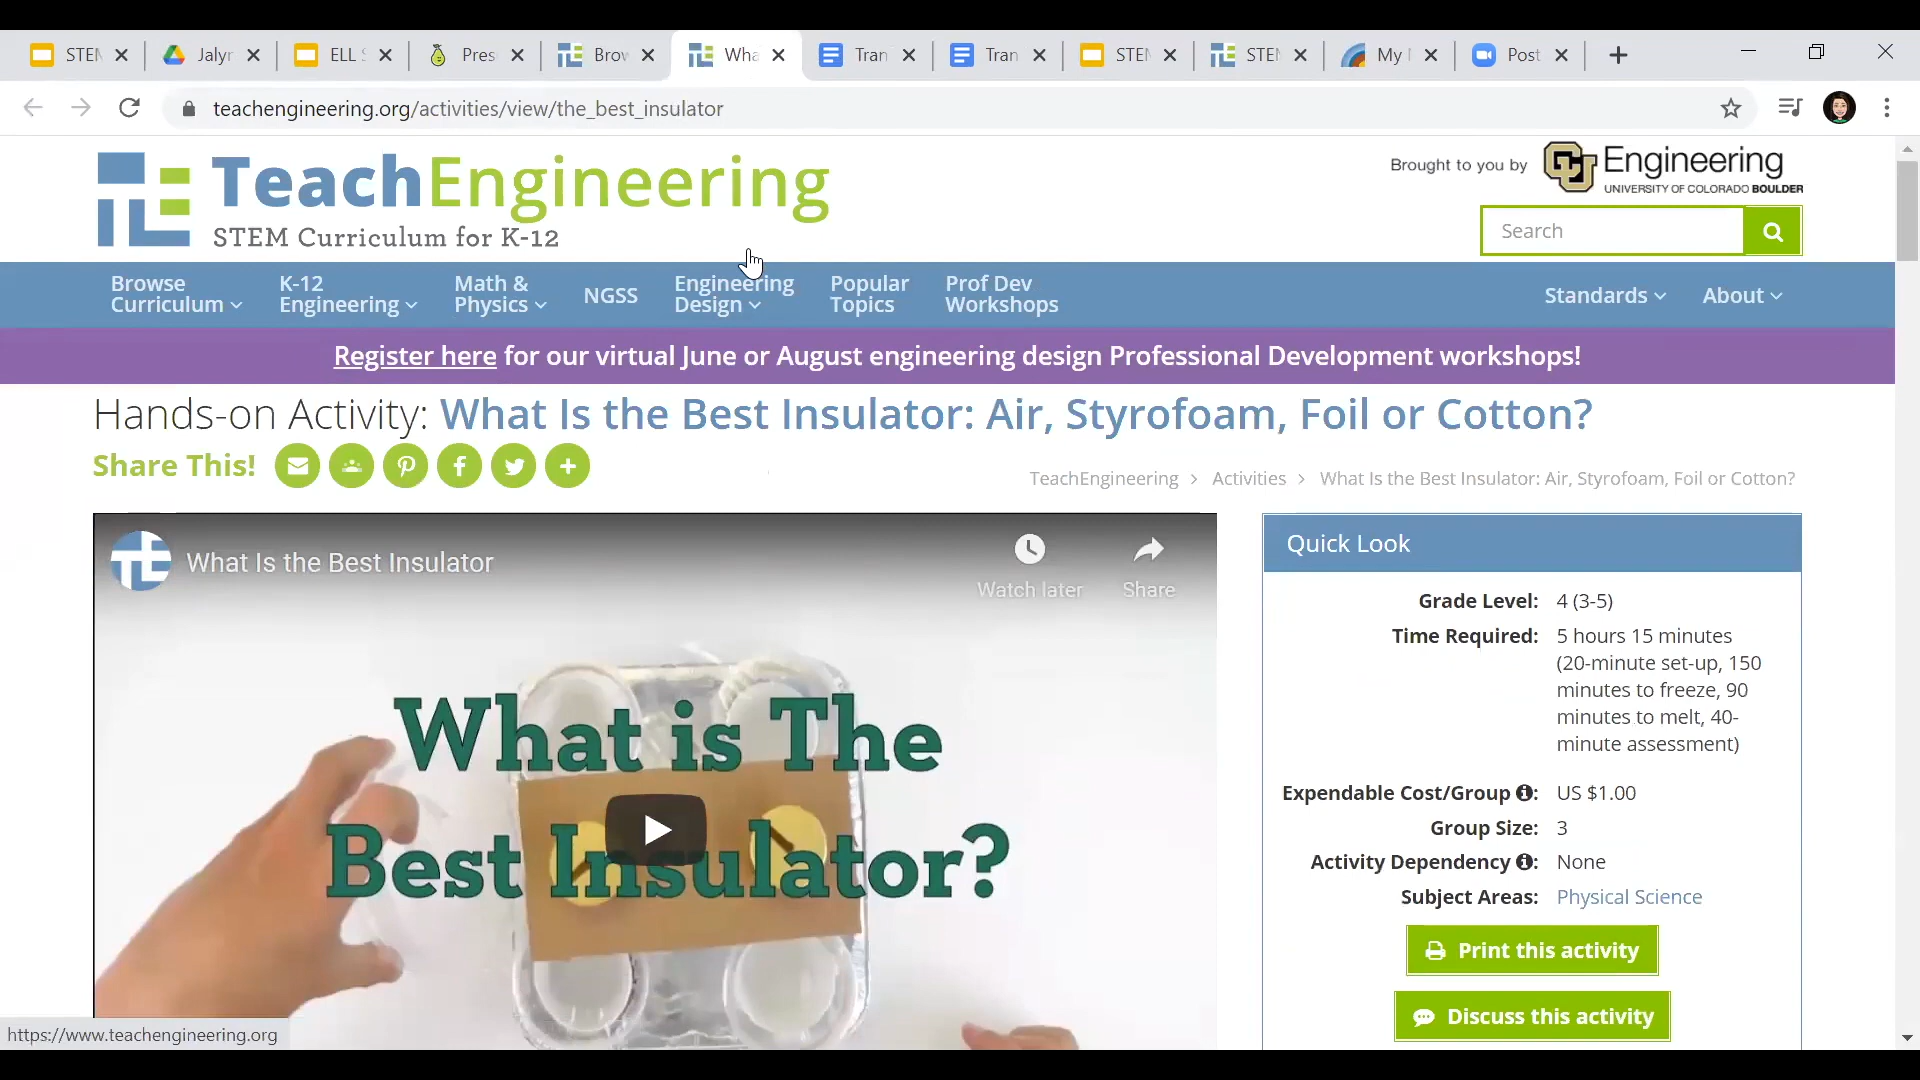 STEM
Jalyn
ELL S
Pres
Brow
Wha
Tran
Tran
STEM
STEM
My I
Post
teachengineering.org/activities/view/the_best_insulator
TeachEngineering
STEM Curriculum for K-12
Brought to you by
CU Engineering
UNIVERSITY OF COLORADO BOULDER
Search
Browse
Curriculum
K-12
Engineering
Math &
Physics
NGSS
Engineering
Design
Popular
Topics
Prof Dev
Workshops
Standards
About
Register here for our virtual June or August engineering design Professional Development workshops!
Hands-on Activity: What Is the Best Insulator: Air, Styrofoam, Foil or Cotton?
Share This!
TeachEngineering > Activities > What Is the Best Insulator: Air, Styrofoam, Foil or Cotton?
What Is the Best Insulator
Watch later
Share
What is The
Best Insulator?
Quick Look
Grade Level: 4 (3-5)
Time Required: 5 hours 15 minutes
(20-minute set-up, 150
minutes to freeze, 90
minutes to melt, 40-
minute assessment)
Expendable Cost/Group : US $1.00
Group Size: 3
Activity Dependency : None
Subject Areas: Physical Science
Print this activity
Discuss this activity
https://www.teachengineering.org